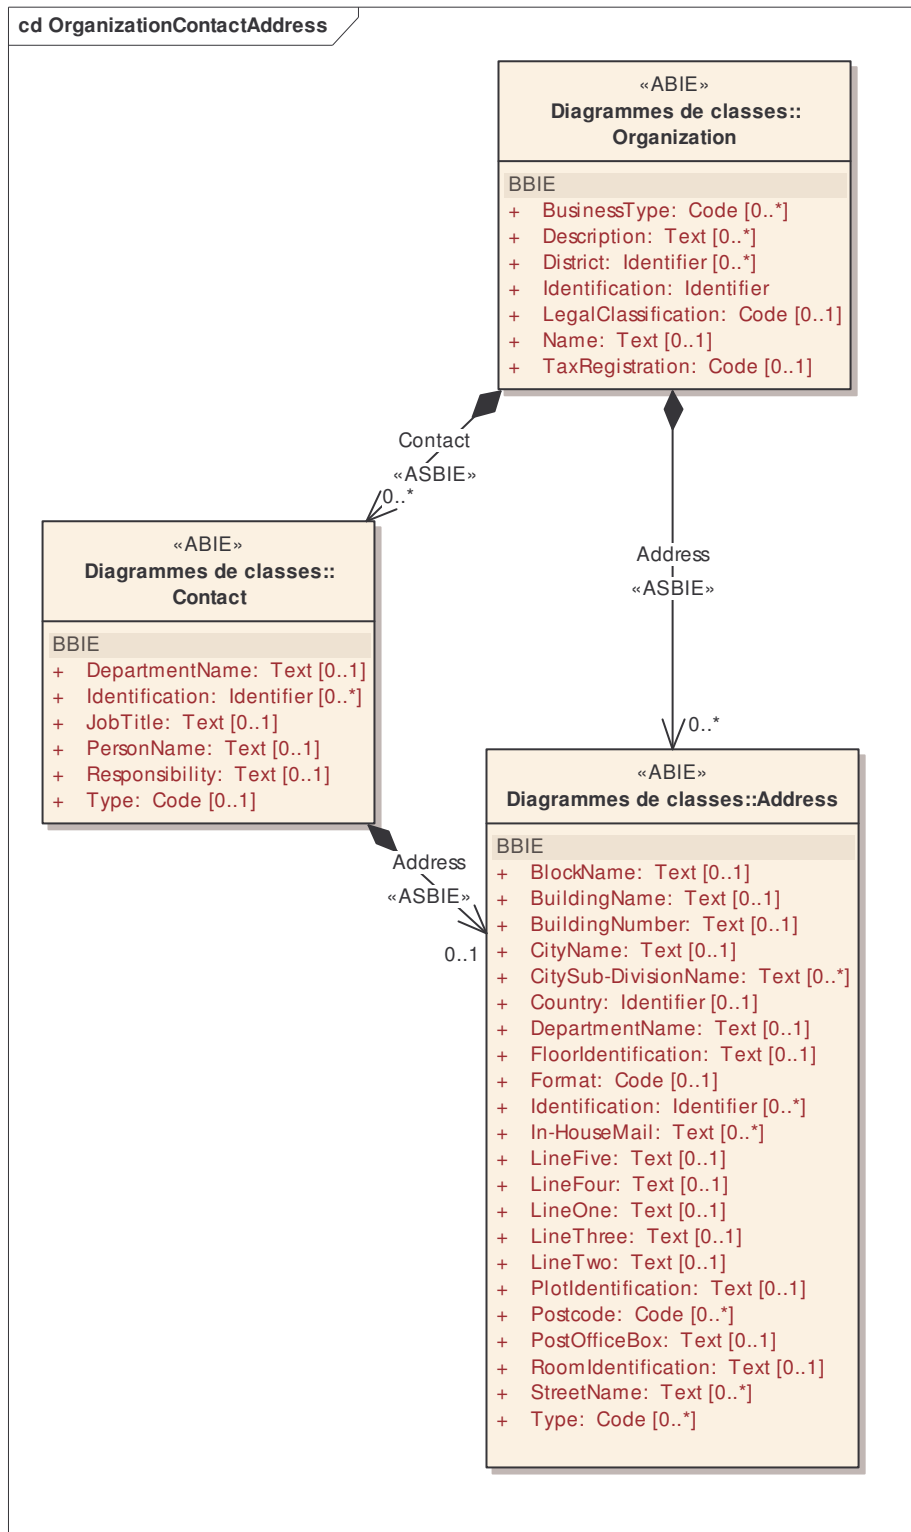 cd OrganizationContactAddress
«ABIE»
Diagrammes de classes::
Organization
BBIE
+ BusinessType: Code [0..*]
+ Description: Text [0..*]
+ District: Identifier [0..*]
+ Identification: Identifier
+ LegalClassification: Code [0..1]
+ Name: Text [0..1]
+ TaxRegistration: Code [0..1]
Contact
«ASBIE»
0..*
«ABIE»
Diagrammes de classes::
Contact
BBIE
+ DepartmentName: Text [0..1]
+ Identification: Identifier [0..*]
+ JobTitle: Text [0..1]
+ PersonName: Text [0..1]
+ Responsibility: Text [0..1]
+ Type: Code [0..1]
Address
«ASBIE»
0..*
Address
«ASBIE»
0..1
«ABIE»
Diagrammes de classes::Address
BBIE
+ BlockName: Text [0..1]
+ BuildingName: Text [0..1]
+ BuildingNumber: Text [0..1]
+ CityName: Text [0..1]
+ CitySub-DivisionName: Text [0..*]
+ Country: Identifier [0..1]
+ DepartmentName: Text [0..1]
+ FloorIdentification: Text [0..1]
+ Format: Code [0..1]
+ Identification: Identifier [0..*]
+ In-HouseMail: Text [0..*]
+ LineFive: Text [0..1]
+ LineFour: Text [0..1]
+ LineOne: Text [0..1]
+ LineThree: Text [0..1]
+ LineTwo: Text [0..1]
+ PlotIdentification: Text [0..1]
+ Postcode: Code [0..*]
+ PostOfficeBox: Text [0..1]
+ RoomIdentification: Text [0..1]
+ StreetName: Text [0..*]
+ Type: Code [0..*]